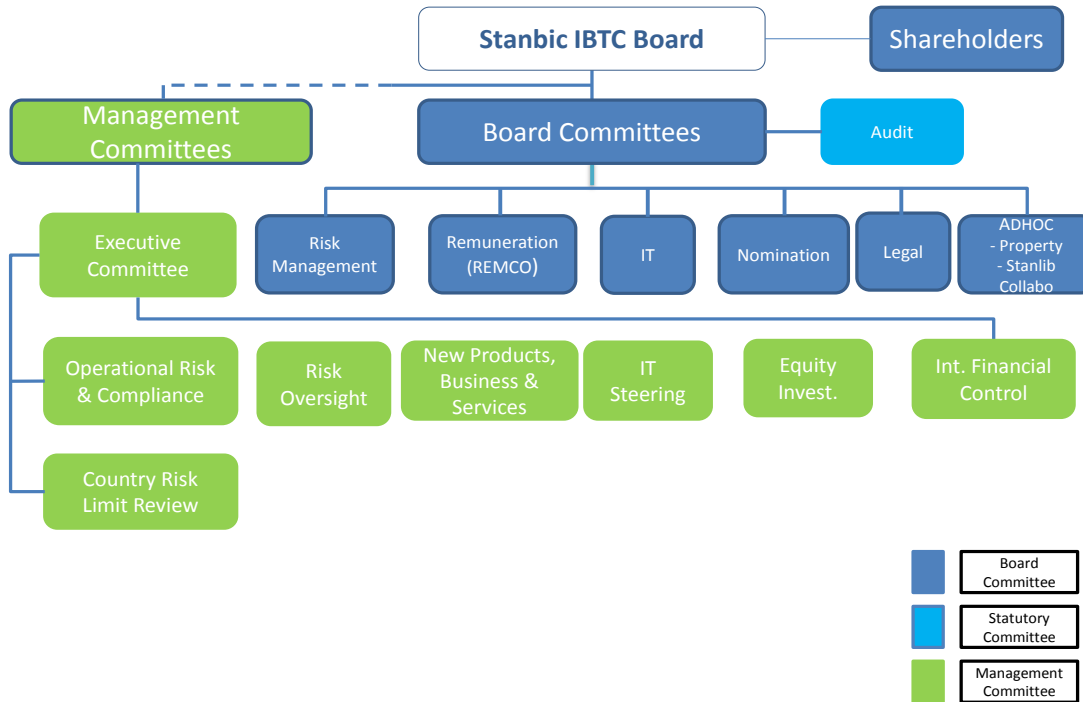 Stanbic IBTC Board
Shareholders
Management
Committees
Board Committees
Audit
Executive
Committee
Risk
Management
Remuneration
(REMCO)
IT
Nomination
Legal
ADHOC
- Property
- Stanlib
Collabo
Operational Risk
& Compliance
Risk
Oversight
New Products,
Business &
Services
IT
Steering
Equity
Invest.
Int. Financial
Control
Country Risk
Limit Review
Board
Committee
Statutory
Committee
Management
Committee